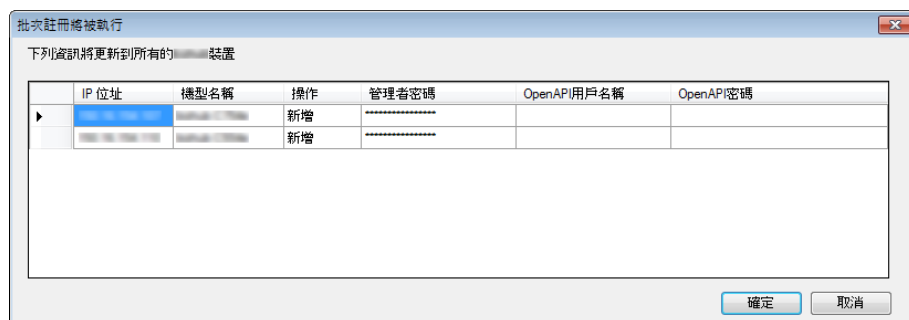 批次註冊將被執行
下列資訊將更新到所有的 裝置
IP 位址 機型名稱 操作 管理者密碼 OpenAPI用戶名稱 OpenAPI密碼
新增 ****************
新增 ****************
確定 取消